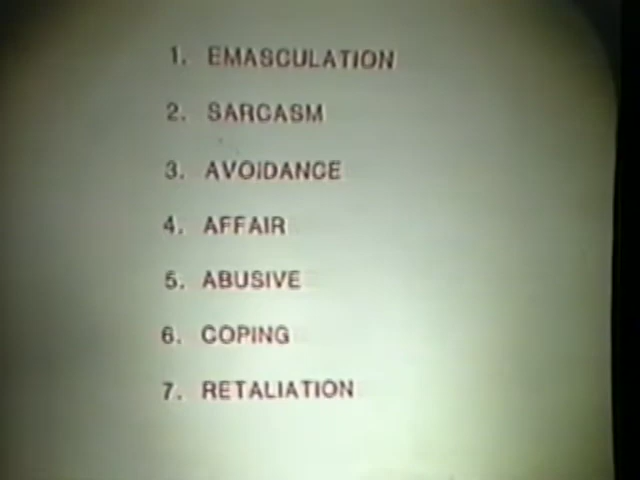 1. EMASCULATION
2. SARCASM
3. AVOIDANCE
4. AFFAIR
5. ABUSIVE
6. COPING
7. RETALIATION